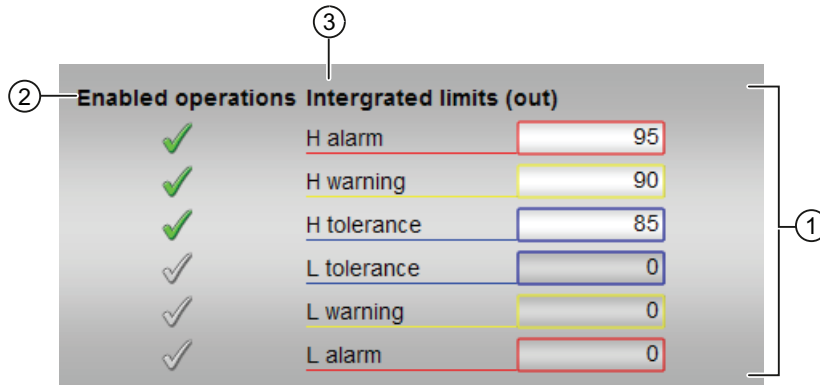 3
2 Enabled operations Intergrated limits (out)
H alarm 95
H warning 90
H tolerance 85
1
L tolerance 0
L warning 0
L alarm 0